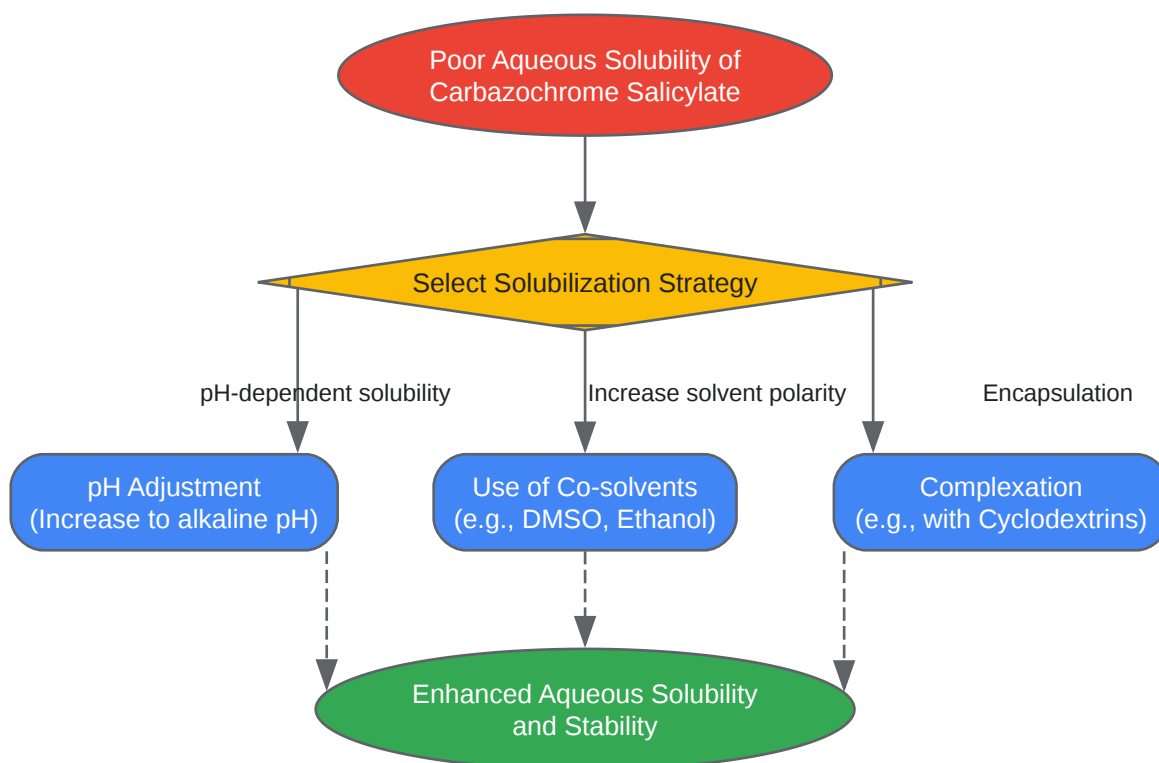 Poor Aqueous Solubility of
Carbazochrome Salicylate
Select Solubilization Strategy
pH-dependent solubility
Increase solvent polarity
Encapsulation
pH Adjustment
(Increase to alkaline pH)
Use of Co-solvents
(e.g., DMSO, Ethanol)
Complexation
(e.g., with Cyclodextrins)
Enhanced Aqueous Solubility
and Stability